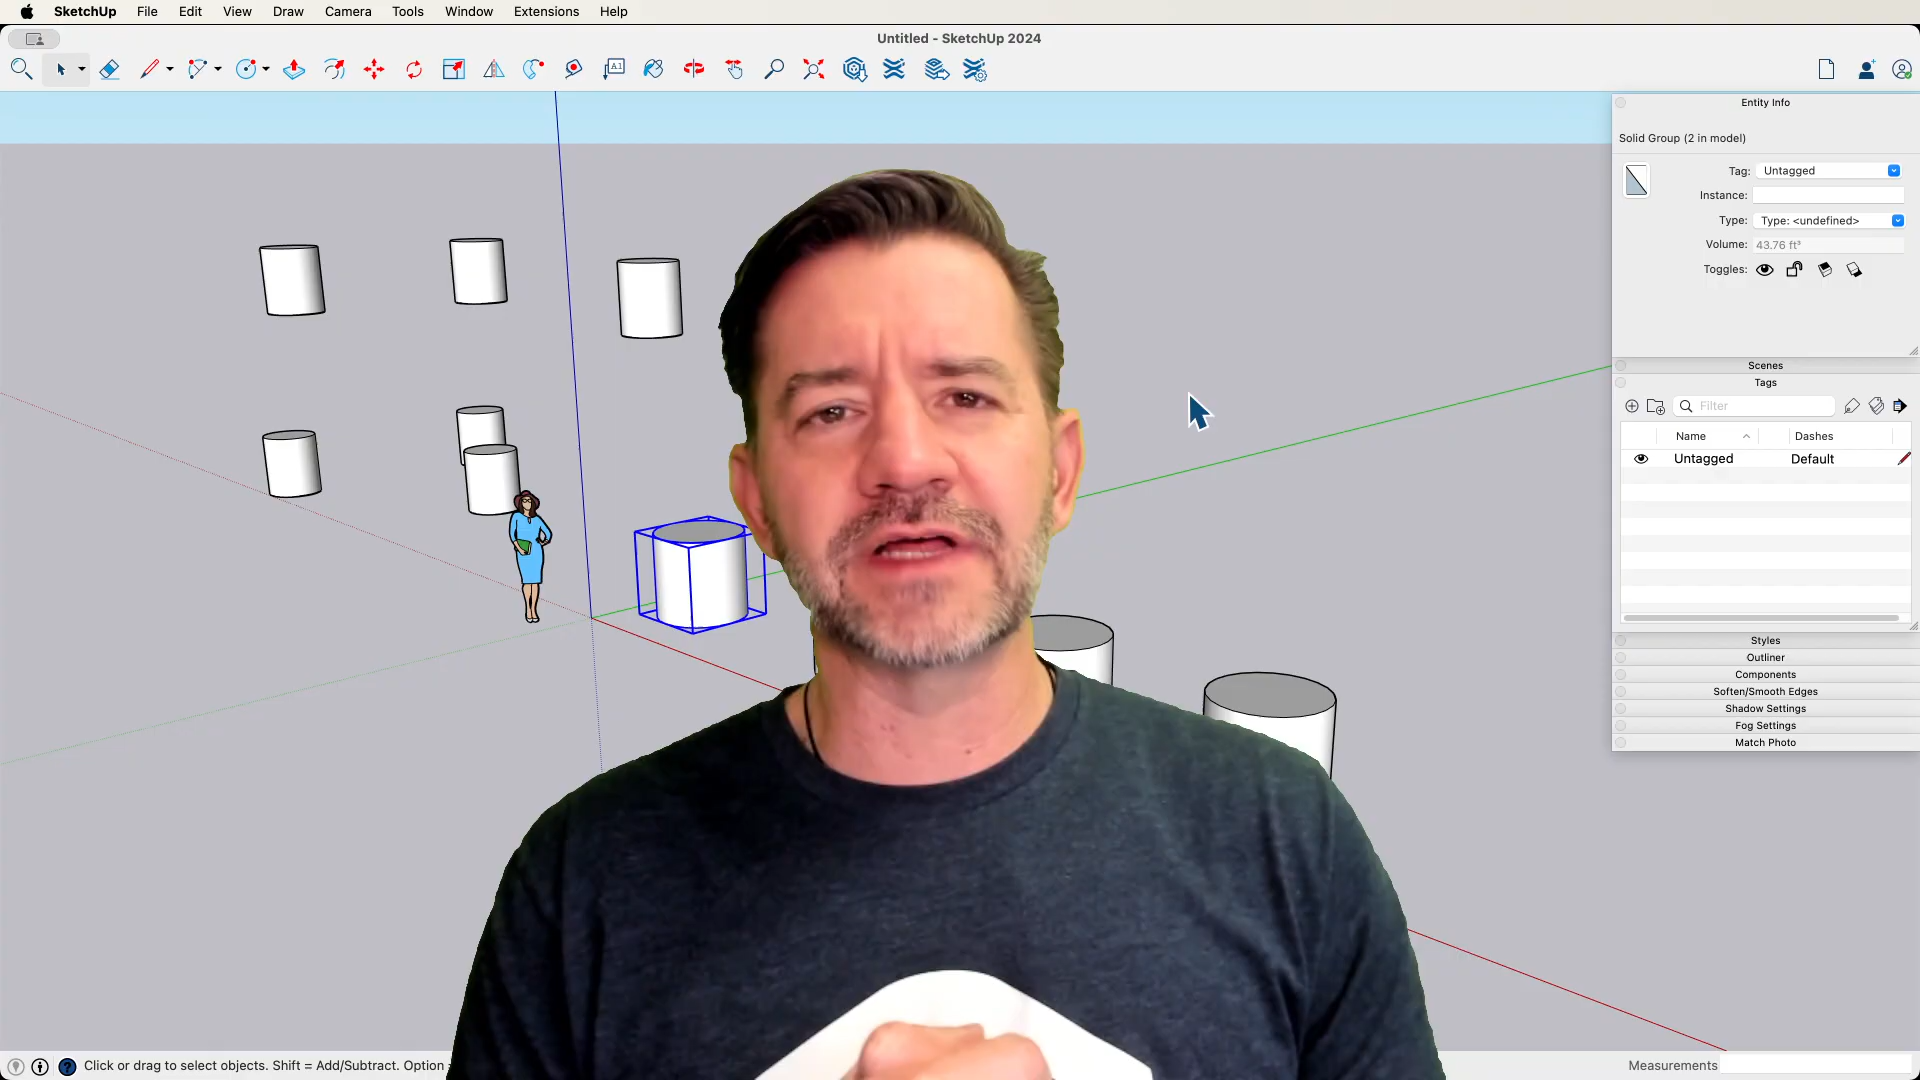 SketchUp File Edit View Draw Camera Tools Window Extensions Help
Untitled - SketchUp 2024
A1
Entity Info
Solid Group (2 in model)
Tag: Untagged
Instance:
Type: Type: <undefined>
Volume: 43.76 ft³
Toggles:
Scenes
Tags
Filter
Name Dashes
Untagged Default
Styles
Outliner
Components
Soften/Smooth Edges
Shadow Settings
Fog Settings
Match Photo
Click or drag to select objects. Shift = Add/Subtract. Option
Measurements